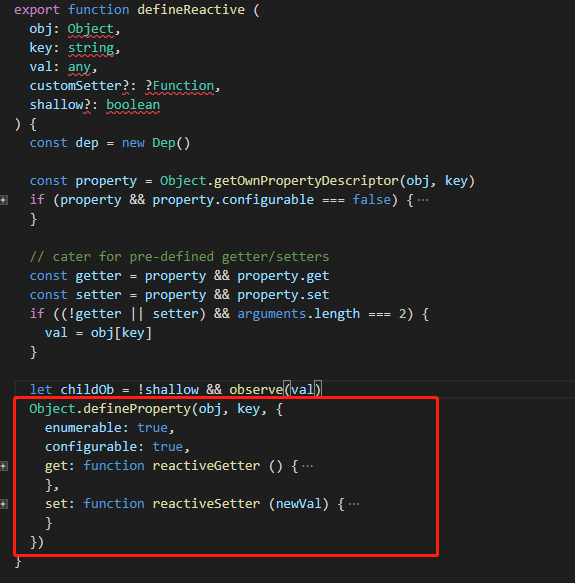 export function defineReactive (
  obj: Object,
  key: string,
  val: any,
  customSetter?: ?Function,
  shallow?: boolean
) {
  const dep = new Dep()

  const property = Object.getOwnPropertyDescriptor(obj, key)
  if (property && property.configurable === false) {⋯
  }

  // cater for pre-defined getter/setters
  const getter = property && property.get
  const setter = property && property.set
  if ((!getter || setter) && arguments.length === 2) {
    val = obj[key]
  }

  let childOb = !shallow && observe(val)
  Object.defineProperty(obj, key, {
    enumerable: true,
    configurable: true,
    get: function reactiveGetter () {⋯
    },
    set: function reactiveSetter (newVal) {⋯
    }
  })
}